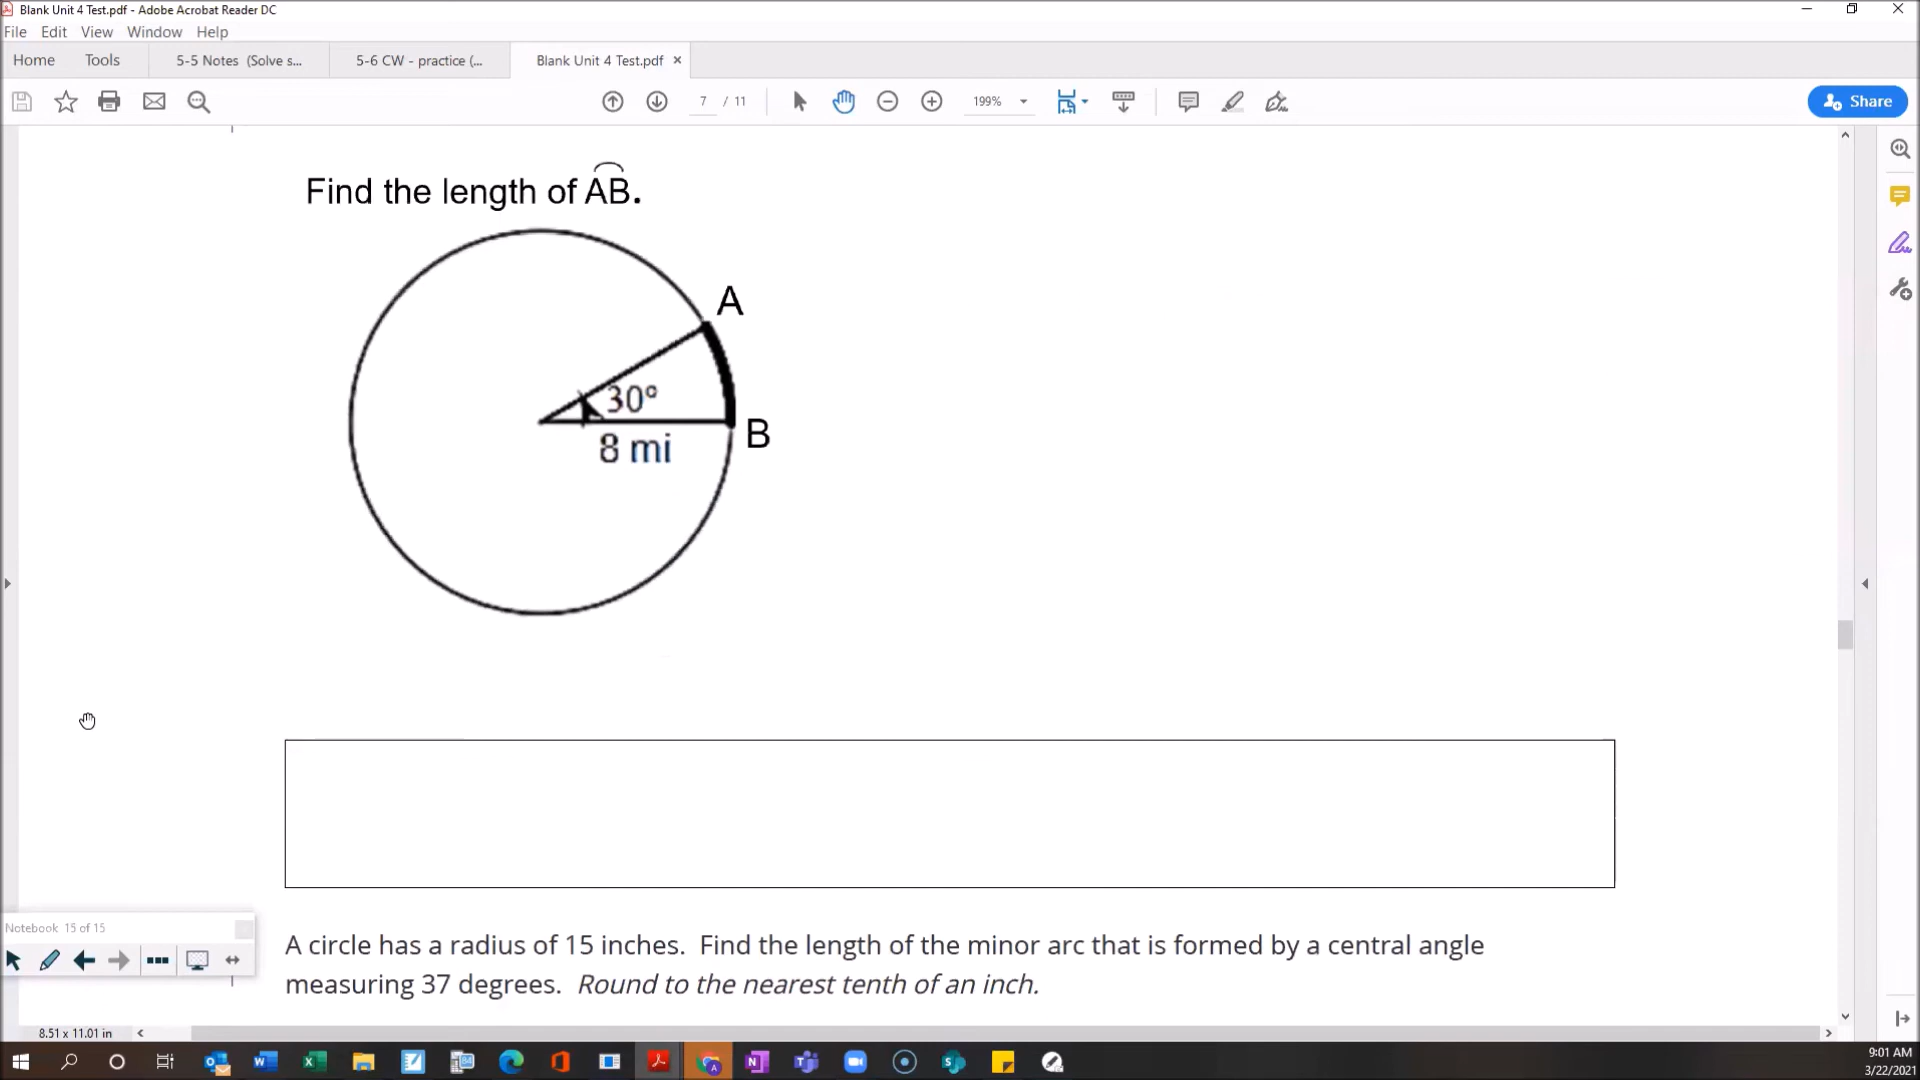 Blank Unit 4 Test.pdf - Adobe Acrobat Reader DC
File Edit View Window Help
Home Tools 5-5 Notes (Solve s... 5-6 CW - practice (... Blank Unit 4 Test.pdf ×
7 / 11 199% Share
Find the length of AB.
A
30º
B
8 mi
Notebook 15 of 15
A circle has a radius of 15 inches. Find the length of the minor arc that is formed by a central angle
measuring 37 degrees. Round to the nearest tenth of an inch.
8.51 x 11.01 in
9:01 AM
3/22/2021